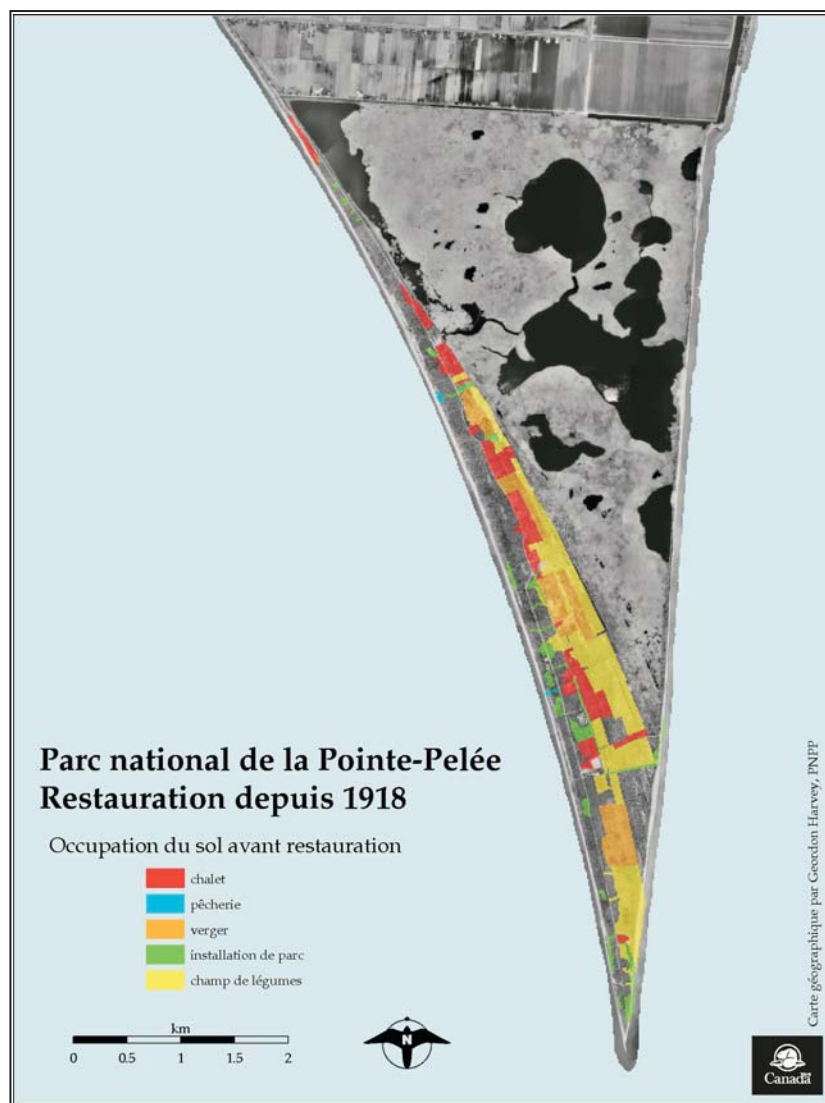 Parc national de la Pointe-Pelée
Restauration depuis 1918
Occupation du sol avant restauration
chalet
pêcherie
verger
installation de parc
champ de légumes
km
0 0.5 1 1.5 2
N
Carte géographique par Geordon Harvey, PNPP
Canada